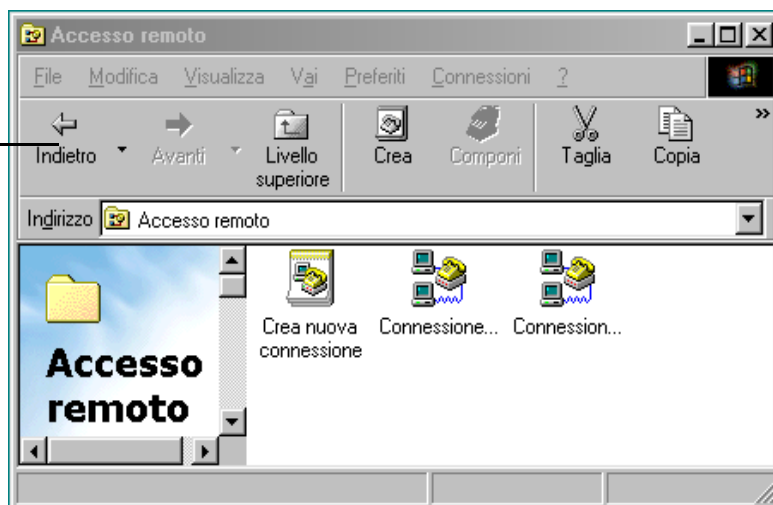 Accesso remoto
File Modifica Visualizza Vai Preferiti Connessioni ?
Indietro Avanti Livello superiore Crea Componi Taglia Copia »
Indirizzo Accesso remoto
Accesso
remoto
Crea nuova
connessione
Connessione...
Connession...